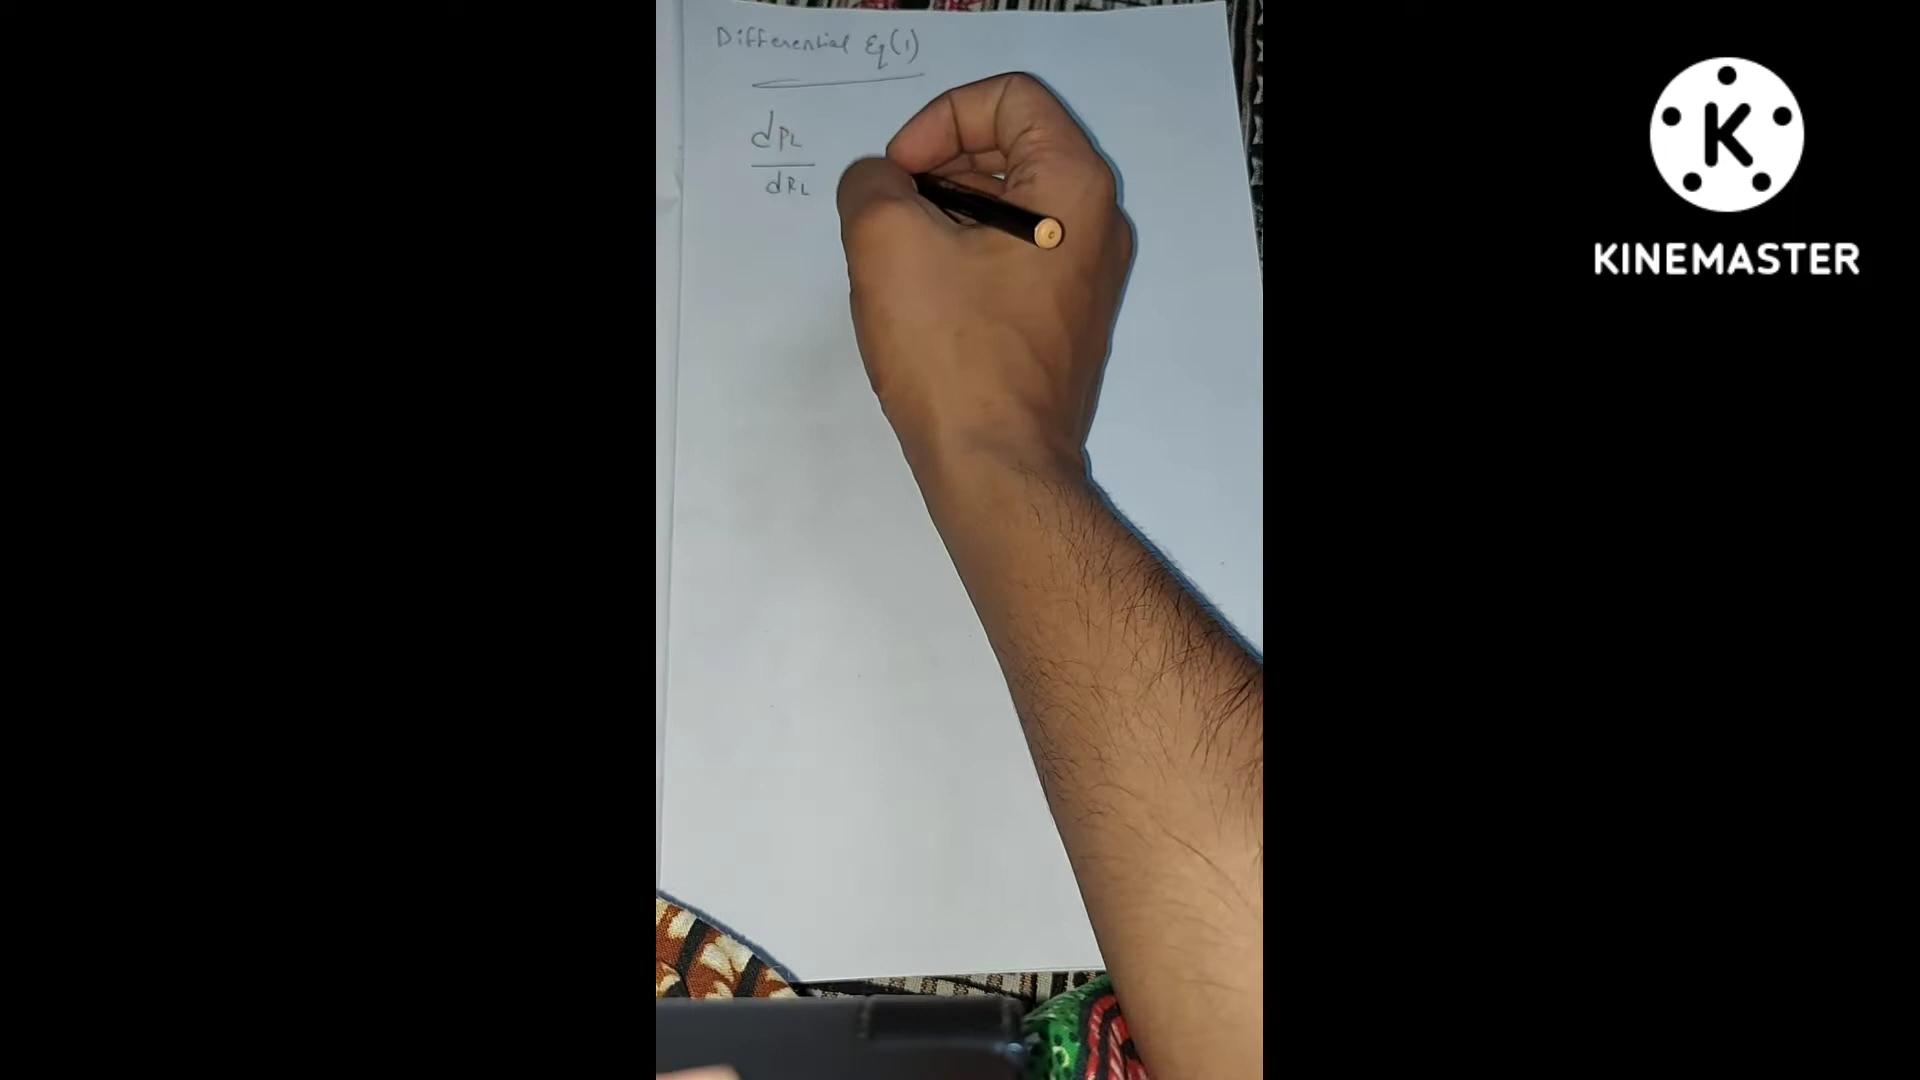 Differential Eq(1)
dPL
dRL
K
KINEMASTER